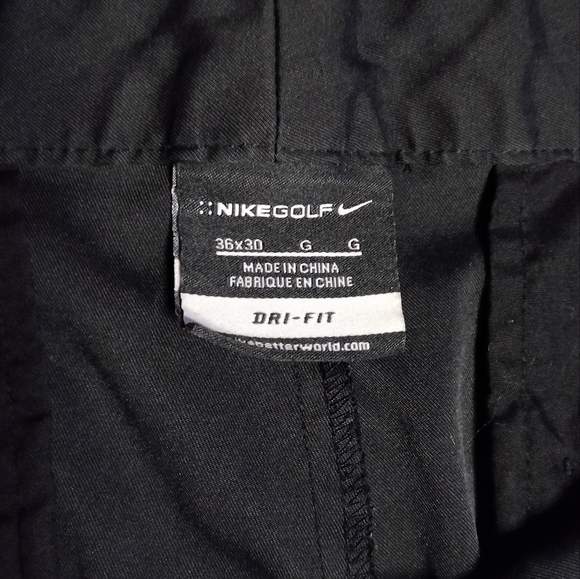 NIKEGOLF
36x30 G G
MADE IN CHINA
FABRIQUE EN CHINE
DRI-FIT